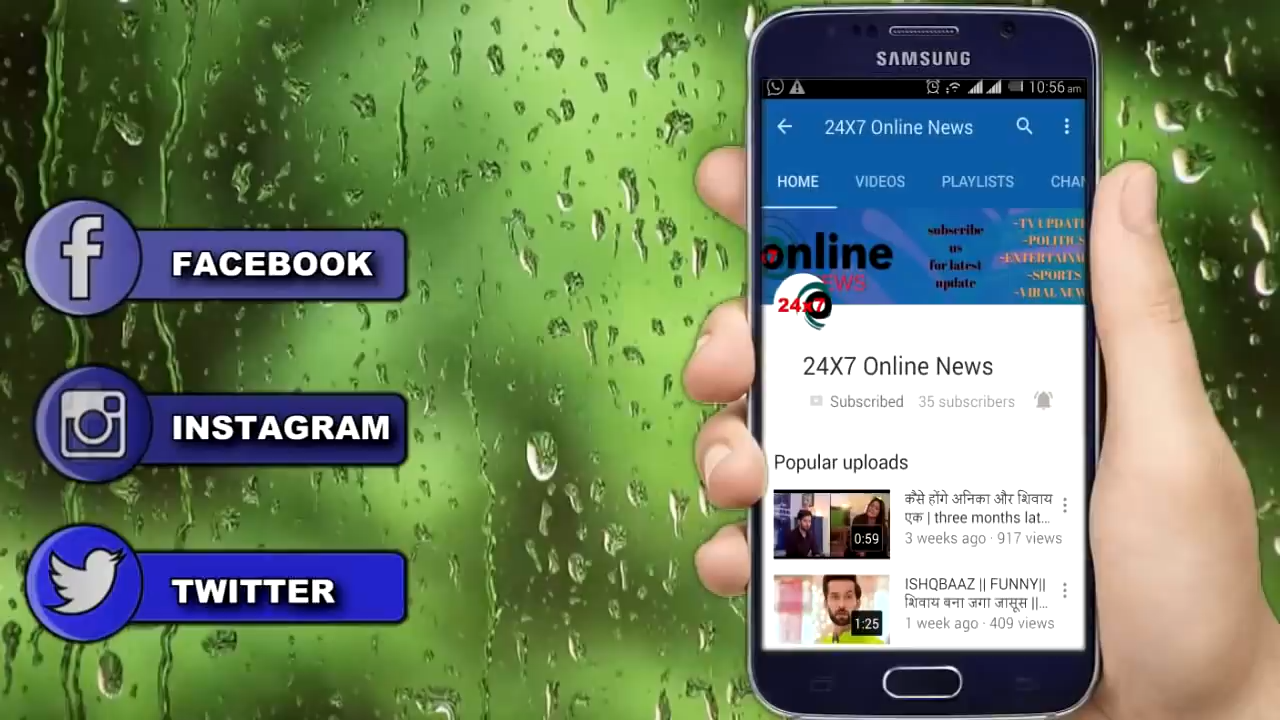 FACEBOOK
INSTAGRAM
TWITTER
SAMSUNG
10:56 am
24X7 Online News
HOME VIDEOS PLAYLISTS CHAN
online
NEWS
subscribe
us
for latest
update
-TV UPDATE
-POLITICS
-ENTERTAINM
-SPORTS
-VIRAL NEW
24x7
24X7 Online News
Subscribed 35 subscribers
Popular uploads
कैसे होंगे अनिका और शिवाय
एक | three months lat...
3 weeks ago · 917 views
0:59
ISHQBAAZ || FUNNY||
शिवाय बना जगा जासूस ||...
1 week ago · 409 views
1:25